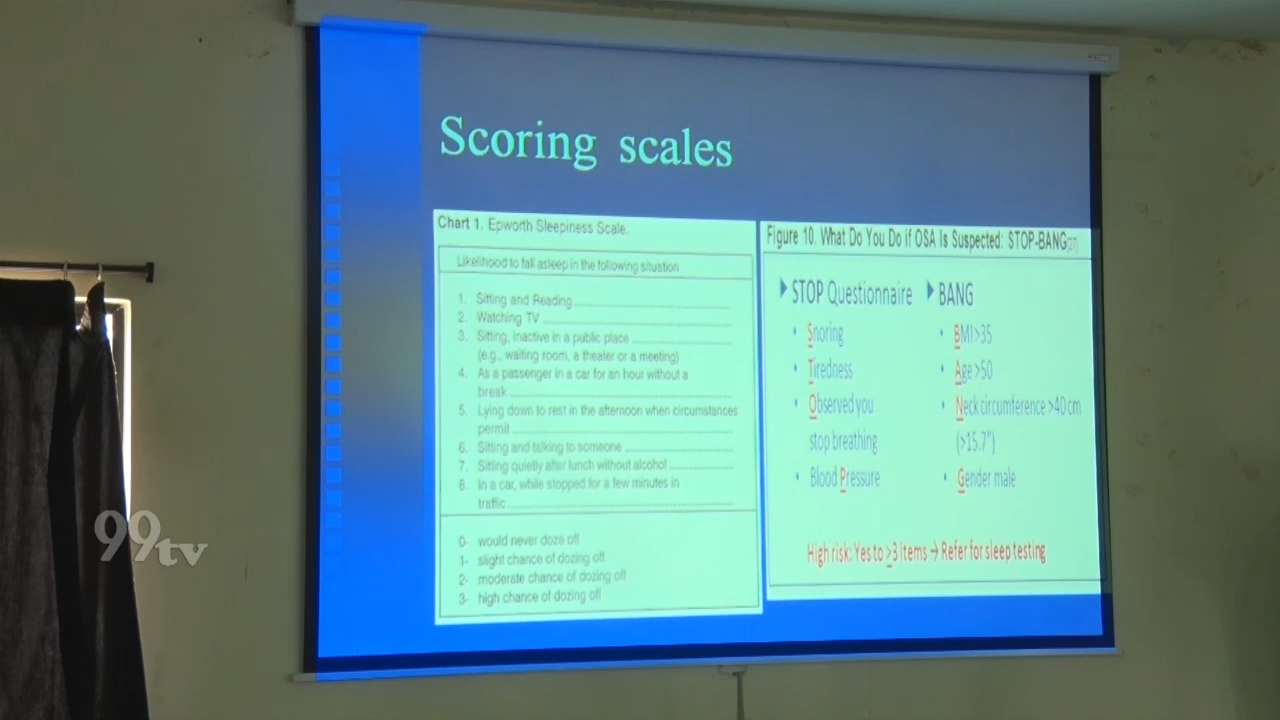 Scoring scales
Chart 1. Epworth Sleepiness Scale.
Likelihood to fall asleep in the following situation
1. Sitting and Reading
2. Watching TV
3. Sitting, inactive in a public place
(e.g., waiting room, a theater or a meeting)
4. As a passenger in a car for an hour without a
break
5. Lying down to rest in the afternoon when circumstances
permit
6. Sitting and talking to someone
7. Sitting quietly after lunch without alcohol
8. In a car, while stopped for a few minutes in
traffic
0- would never doze off
1- slight chance of dozing off
2- moderate chance of dozing off
3- high chance of dozing off
Figure 10. What Do You Do if OSA Is Suspected: STOP-BANG
STOP Questionnaire
• Snoring
• Tiredness
• Observed you
stop breathing
• Blood Pressure
BANG
• BMI >35
• Age >50
• Neck circumference >40 cm
(>15.7")
• Gender male
High risk: Yes to ≥3 items → Refer for sleep testing
99tv